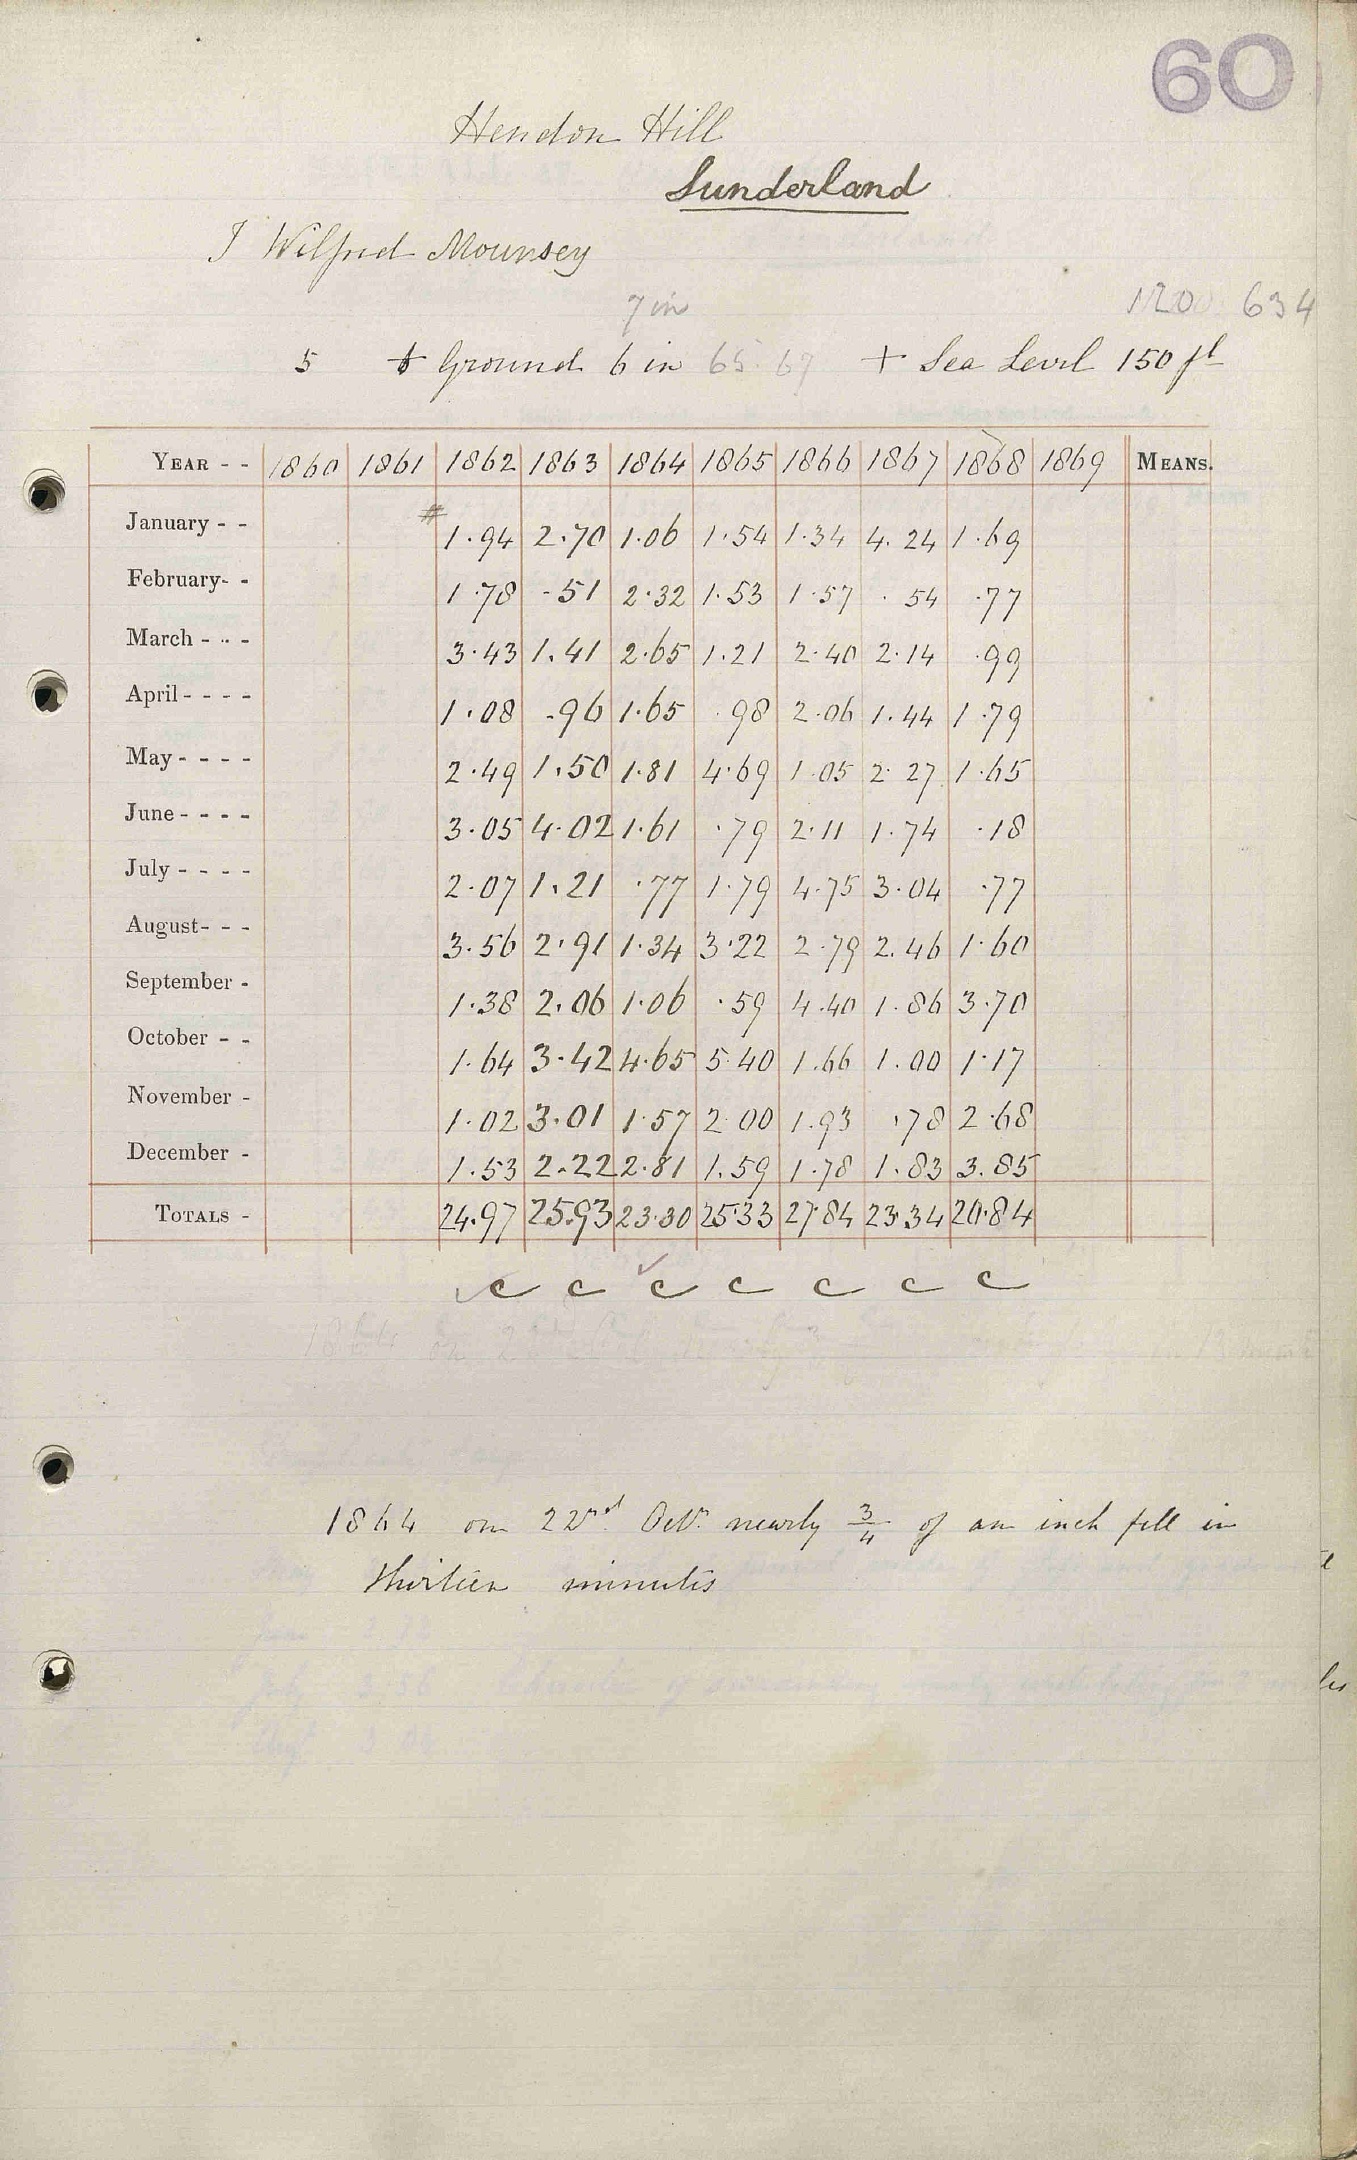 60
Hendon Hill
Sunderland
J Wilfred Mounsey
7 in 120 634
5 + Ground 6 in 65.67 + Sea Level 150 ft
YEAR - - 1860 1861 1862 1863 1864 1865 1866 1867 1868 1869 MEANS.
January - - # 1.94 2.70 1.06 1.54 1.34 4.24 1.69
February- - 1.78 .51 2.32 1.53 1.57 .54 .77
March - - - 3.43 1.41 2.65 1.21 2.40 2.14 .99
April - - - - 1.08 .96 1.65 .98 2.06 1.44 1.79
May - - - - 2.49 1.50 1.81 4.69 1.05 2.27 1.65
June - - - - 3.05 4.02 1.61 .79 2.11 1.74 .18
July - - - - 2.07 1.21 .77 1.79 4.75 3.04 .77
August- - - 3.56 2.91 1.34 3.22 2.79 2.46 1.60
September - 1.38 2.06 1.06 .59 4.40 1.86 3.70
October - - 1.64 3.42 4.65 5.40 1.66 1.00 1.17
November - 1.02 3.01 1.57 2.00 1.93 .78 2.68
December - 1.53 2.22 2.81 1.59 1.78 1.83 3.85
TOTALS - 24.97 25.93 23.30 25.33 27.84 23.34 20.84
c c c c c c c
1864 on 22nd Octr. nearly 3/4 of an inch fell in
thirteen minutes